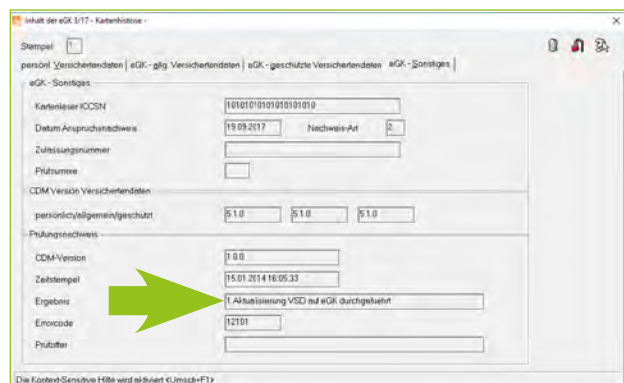 Inhalt der eGK 3/17 - Kartenhistorie -
Stempel 1
persönl. Versichertendaten | eGK - allg. Versichertendaten | eGK - geschützte Versichertendaten | eGK - Sonstiges
eGK - Sonstiges
Kartenleser ICCSN 10101010101010101010
Datum Anspruchsnachweis 19.09.2017 Nachweis-Art 2
Zulassungsnummer
Prüfsumme
CDM Version Versichertendaten
persönlich/allgemein/geschützt 5.1.0 5.1.0 5.1.0
Prüfungsnachweis
CDM-Version 1.0.0
Zeitstempel 15.01.2014 16:05:33
Ergebnis 1 Aktualisierung VSD auf eGK durchgeführt
Errorcode 12101
Prüfziffer
Die Kontext-Sensitive Hilfe wird aktiviert <Umsch+F1>